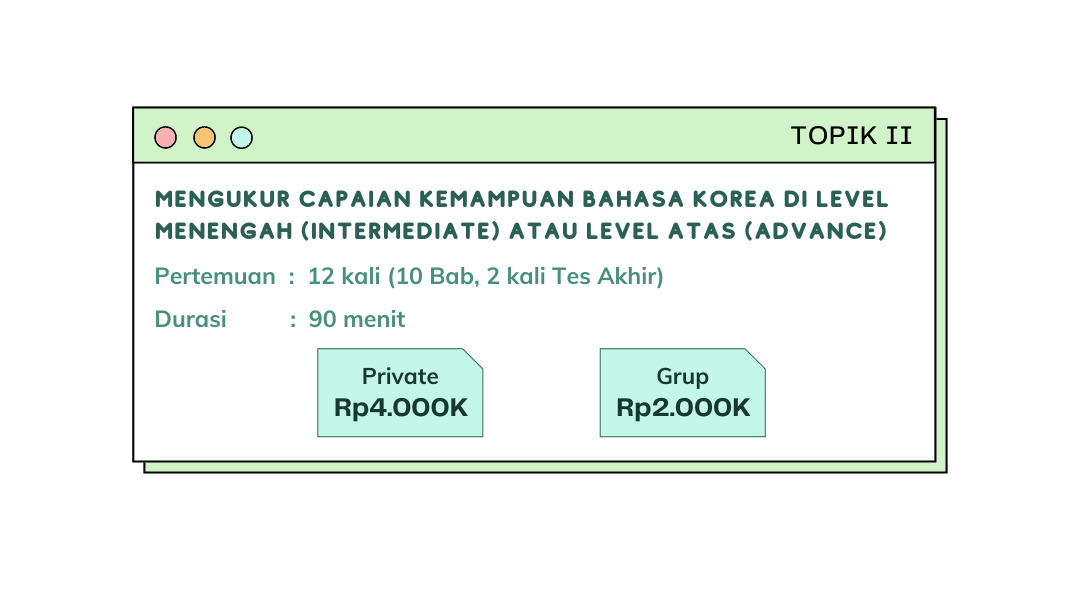 TOPIK II
MENGUKUR CAPAIAN KEMAMPUAN BAHASA KOREA DI LEVEL
MENENGAH (INTERMEDIATE) ATAU LEVEL ATAS (ADVANCE)
Pertemuan : 12 kali (10 Bab, 2 kali Tes Akhir)
Durasi : 90 menit
Private
Rp4.000K
Grup
Rp2.000K